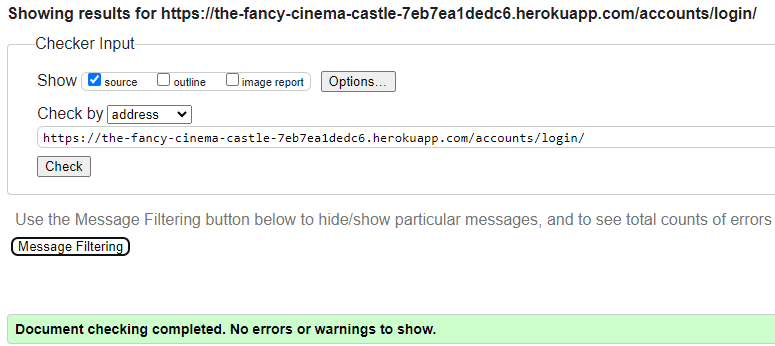 Showing results for https://the-fancy-cinema-castle-7eb7ea1dedc6.herokuapp.com/accounts/login/
Checker Input
Show source outline image report Options...
Check by address
https://the-fancy-cinema-castle-7eb7ea1dedc6.herokuapp.com/accounts/login/
Check
Use the Message Filtering button below to hide/show particular messages, and to see total counts of errors
Message Filtering
Document checking completed. No errors or warnings to show.